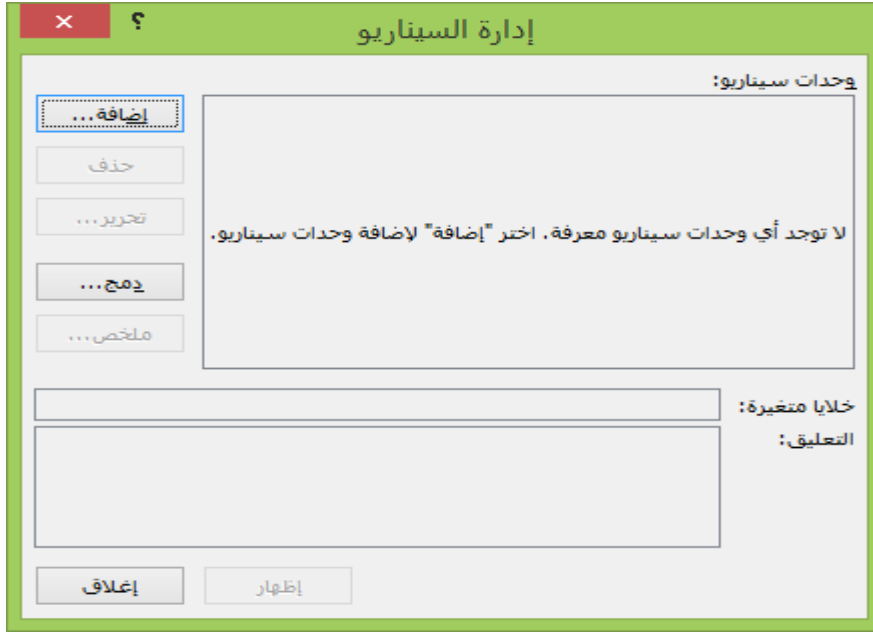 إدارة السيناريو
؟
وحدات سيناريو:
لا توجد أي وحدات سيناريو معرفة. اختر "إضافة" لإضافة وحدات سيناريو.
إضافة...
حذف
تحرير...
دمج...
ملخص...
خلايا متغيرة:
التعليق:
إظهار
إغلاق